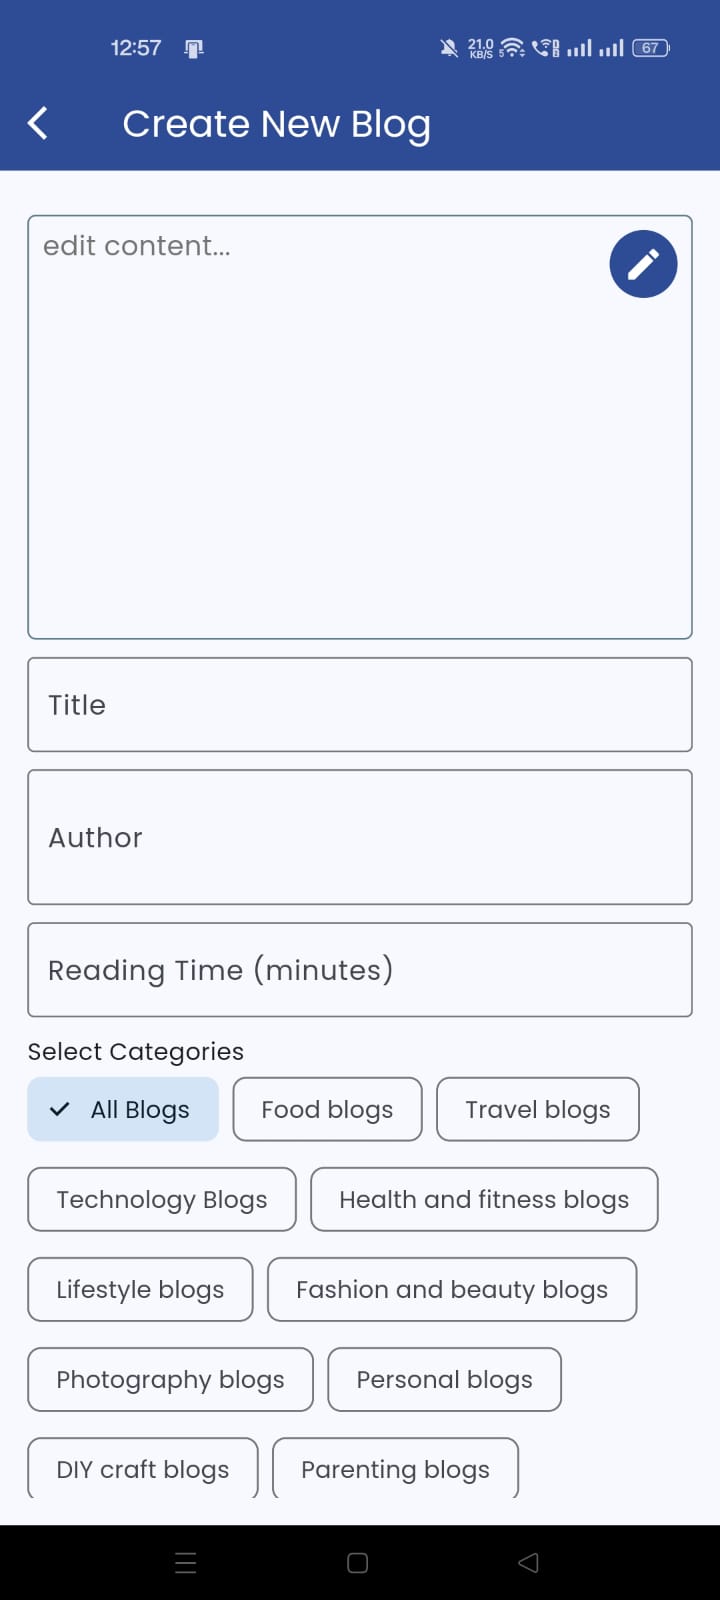 12:57 21.0 KB/S 5 67
Create New Blog
edit content...
Title
Author
Reading Time (minutes)
Select Categories
All Blogs Food blogs Travel blogs
Technology Blogs Health and fitness blogs
Lifestyle blogs Fashion and beauty blogs
Photography blogs Personal blogs
DIY craft blogs Parenting blogs